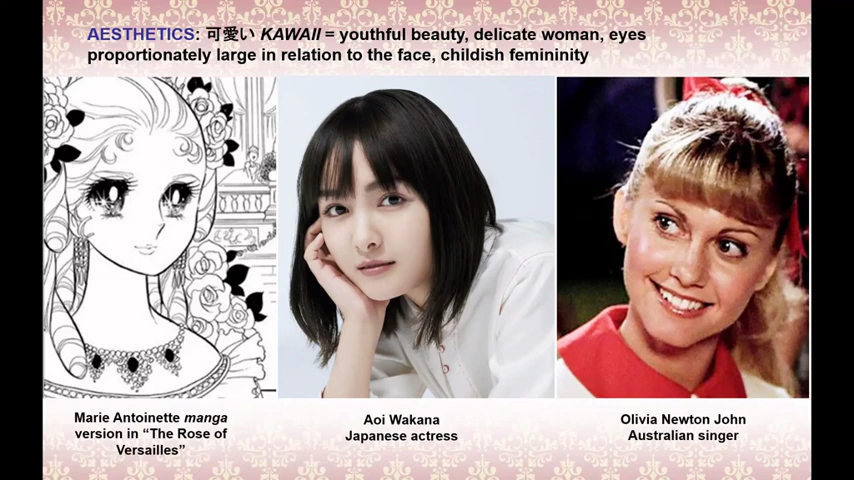 AESTHETICS: 可愛い KAWAII = youthful beauty, delicate woman, eyes
proportionately large in relation to the face, childish femininity
Marie Antoinette manga
version in “The Rose of
Versailles”
Aoi Wakana
Japanese actress
Olivia Newton John
Australian singer